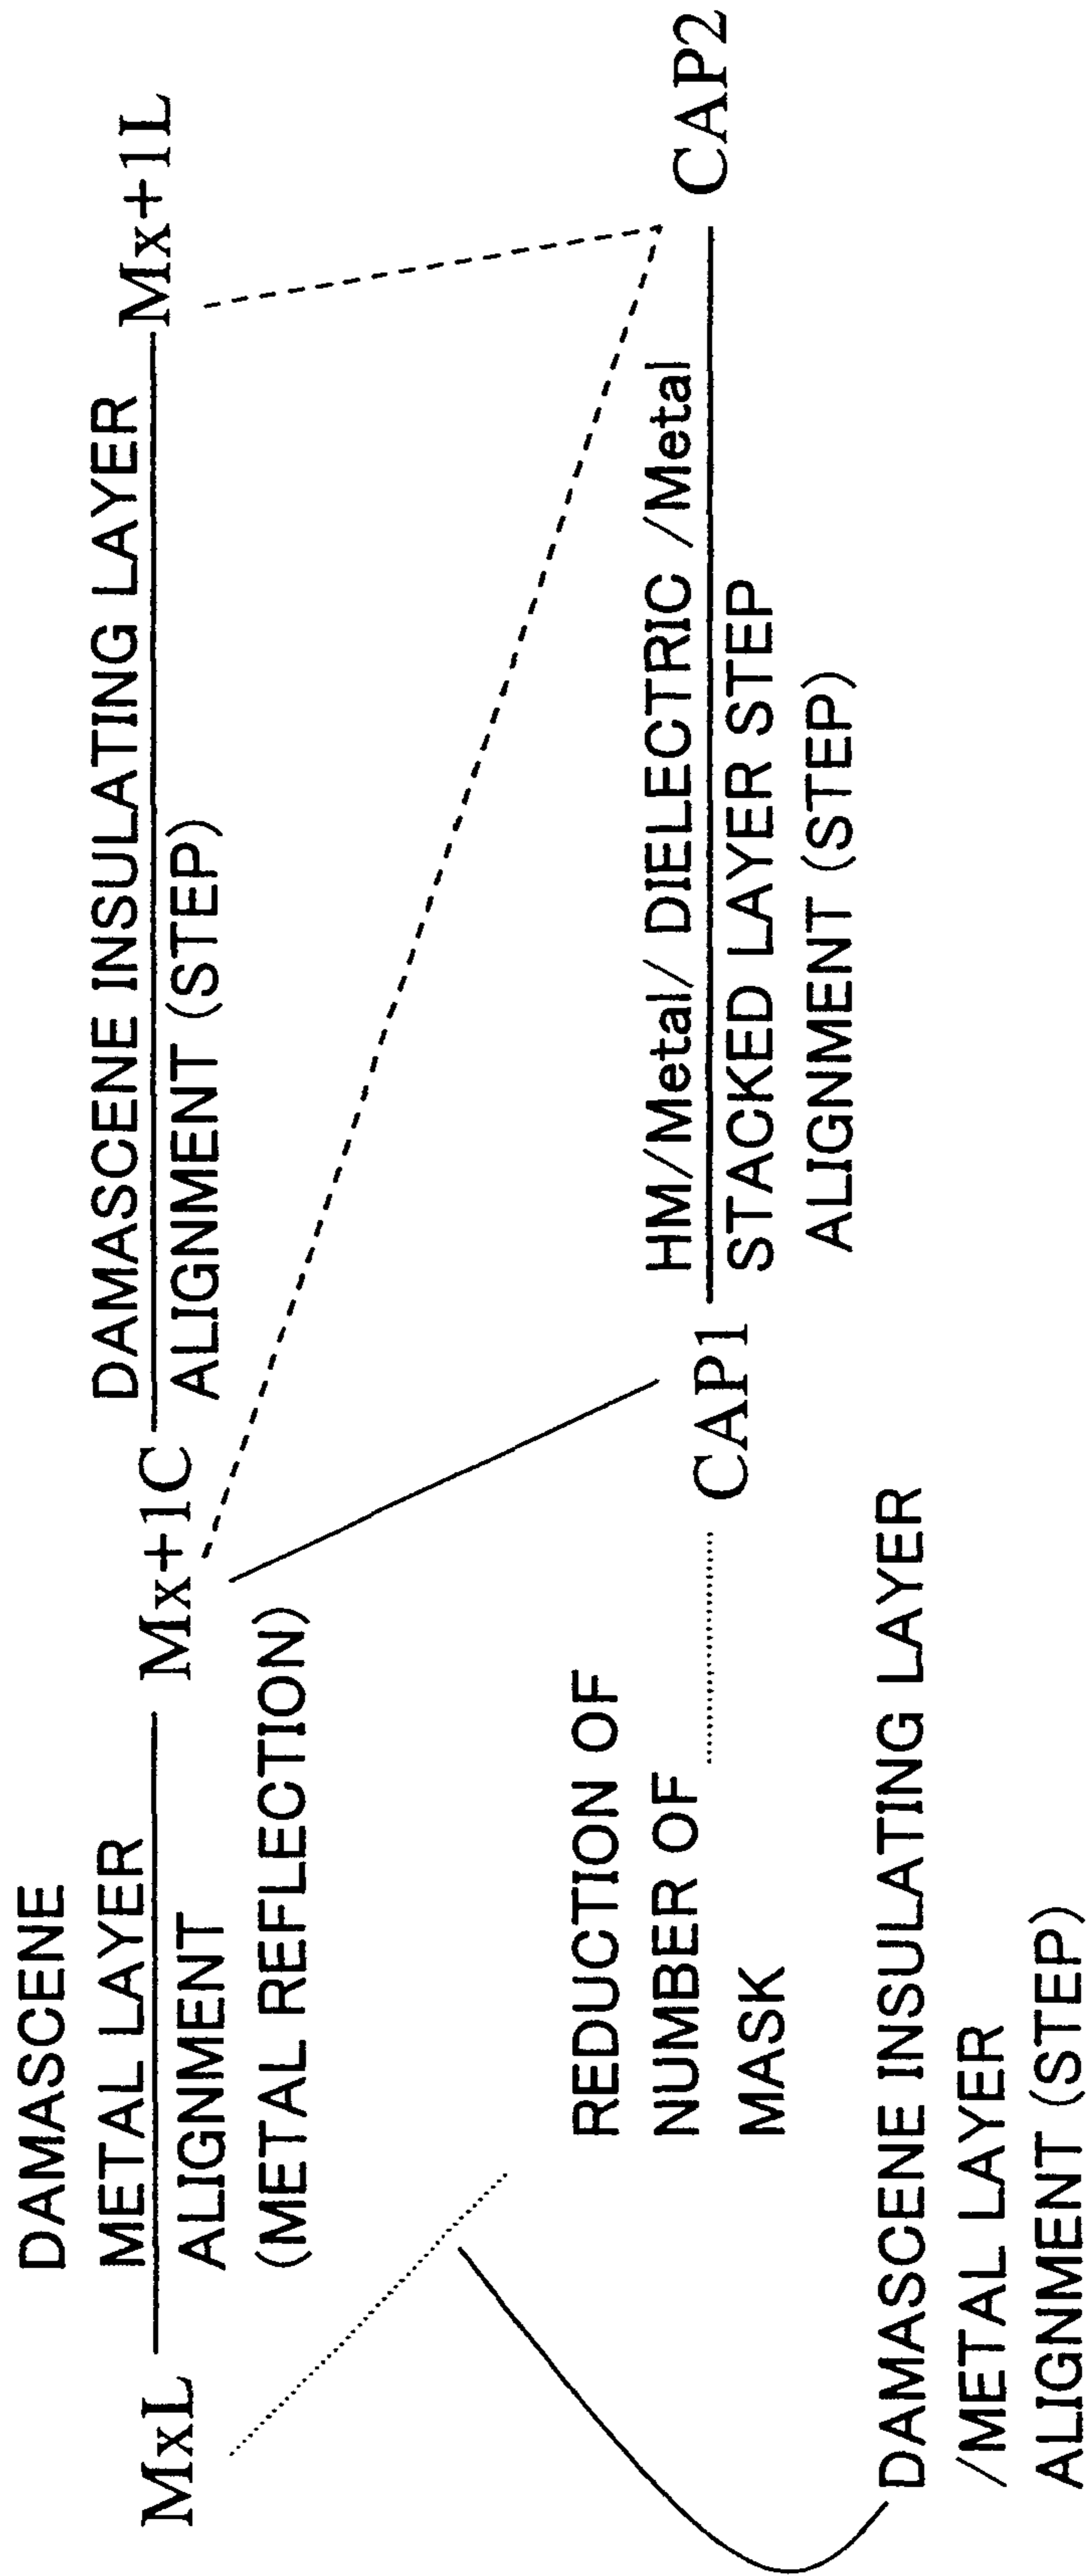 DAMASCENE
METAL LAYER
MxL
ALIGNMENT
(METAL REFLECTION)
Mx+1C
DAMASCENE INSULATING LAYER
ALIGNMENT (STEP)
Mx+1L
REDUCTION OF
NUMBER OF
MASK
CAP1
HM/Metal/ DIELECTRIC /Metal
STACKED LAYER STEP
ALIGNMENT (STEP)
CAP2
DAMASCENE INSULATING LAYER
/METAL LAYER
ALIGNMENT (STEP)